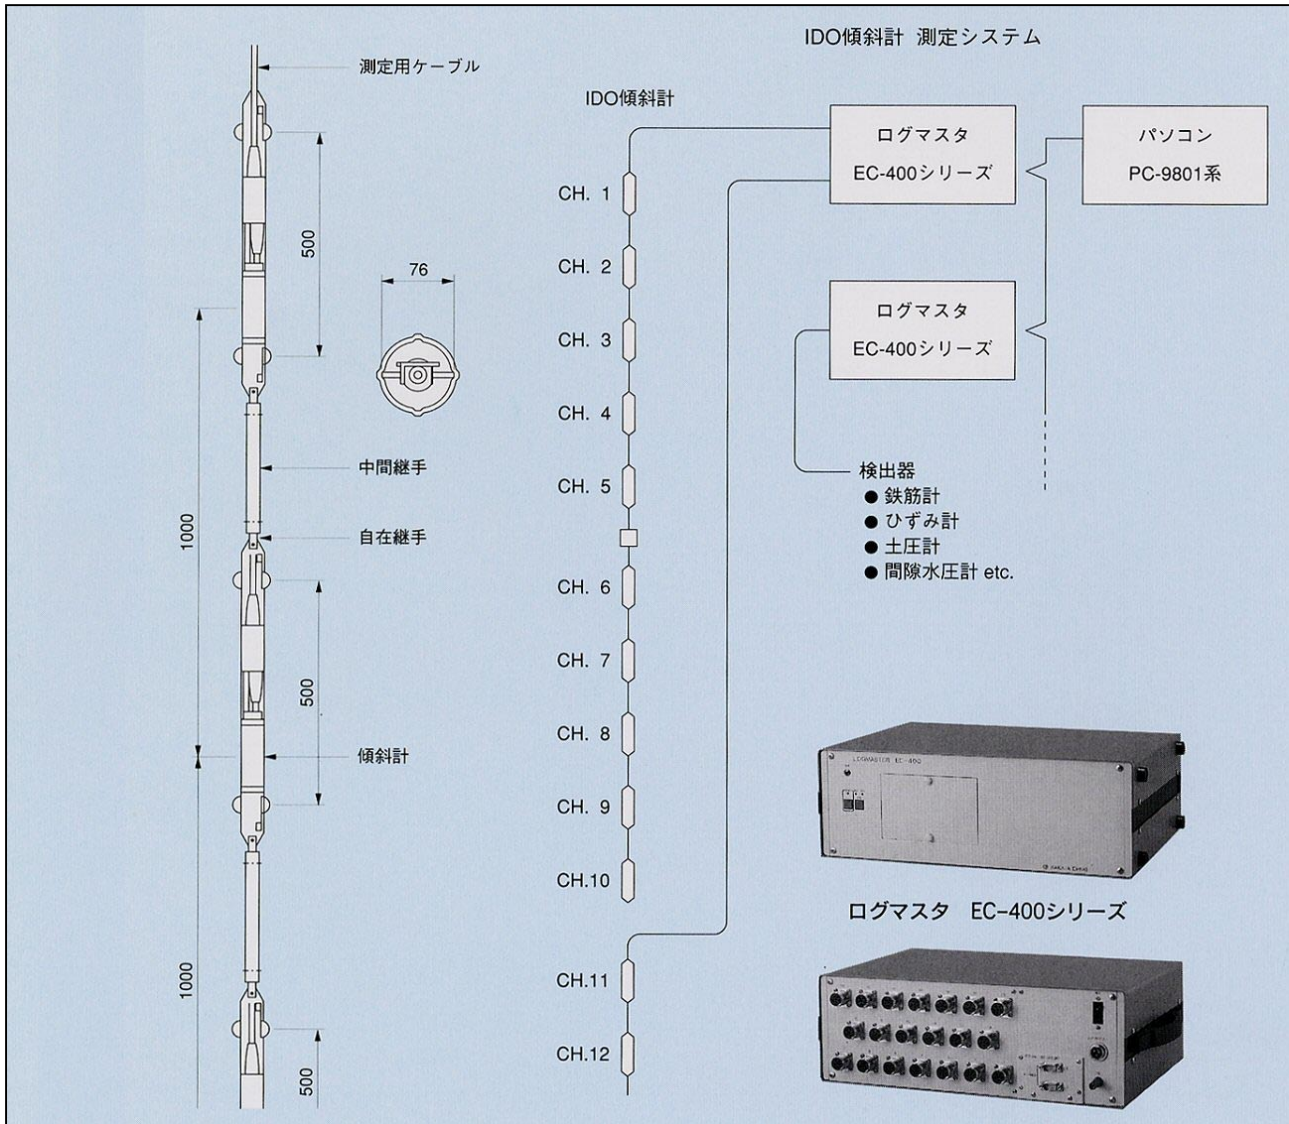 IDO傾斜計 測定システム
測定用ケーブル
500
76
1000
中間継手
自在継手
500
傾斜計
1000
500
IDO傾斜計
CH. 1
CH. 2
CH. 3
CH. 4
CH. 5
CH. 6
CH. 7
CH. 8
CH. 9
CH.10
CH.11
CH.12
ログマスタ
EC-400シリーズ
パソコン
PC-9801系
ログマスタ
EC-400シリーズ
検出器
● 鉄筋計
● ひずみ計
● 土圧計
● 間隙水圧計 etc.
LOGMASTER EC-400
ログマスタ EC-400シリーズ